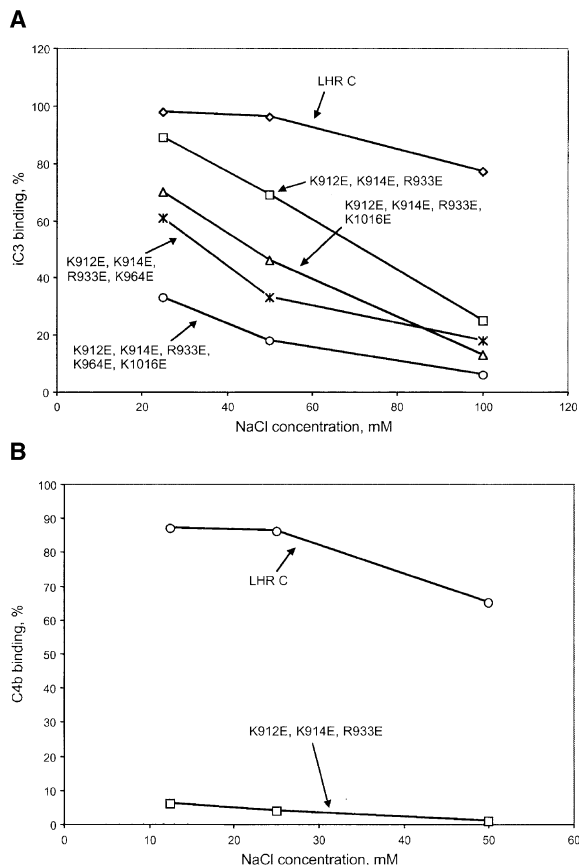 A
120
100
80
60
40
20
0
iC3 binding, %
LHR C
K912E, K914E, R933E
K912E, K914E, R933E,
K1016E
K912E, K914E,
R933E, K964E
K912E, K914E, R933E,
K964E, K1016E
0 20 40 60 80 100 120
NaCl concentration, mM
B
100
90
80
70
60
50
40
30
20
10
0
C4b binding, %
LHR C
K912E, K914E, R933E
0 10 20 30 40 50 60
NaCl concentration, mM